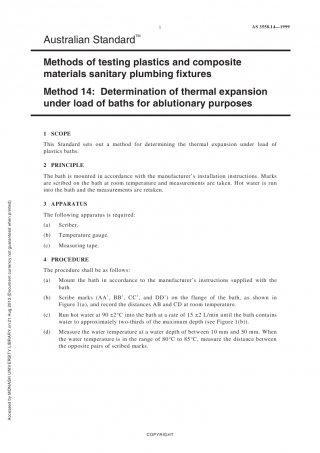 1
AS 3558.14—1999
Australian Standard™
Methods of testing plastics and composite
materials sanitary plumbing fixtures
Method 14: Determination of thermal expansion
under load of baths for ablutionary purposes
1 SCOPE
This Standard sets out a method for determining the thermal expansion under load of
plastics baths.
2 PRINCIPLE
The bath is mounted in accordance with the manufacturer's installation instructions. Marks
are scribed on the bath at room temperature and measurements are taken. Hot water is run
into the bath and the measurements are retaken.
3 APPARATUS
The following apparatus is required:
(a) Scriber.
(b) Temperature gauge.
(c) Measuring tape.
4 PROCEDURE
The procedure shall be as follows:
(a) Mount the bath in accordance to the manufacturer's instructions supplied with the
bath.
(b) Scribe marks (AA', BB', CC', and DD') on the flange of the bath, as shown in
Figure 1(a), and record the distances AB and CD at room temperature.
(c) Run hot water at 90 ±2°C into the bath at a rate of 15 ±2 L/min until the bath contains
water to approximately two-thirds of the maximum depth (see Figure 1(b)).
(d) Measure the water temperature at a water depth of between 10 mm and 50 mm. When
the water temperature is in the range of 80°C to 85°C, measure the distance between
the opposite pairs of scribed marks.
Accessed by MONASH UNIVERSITY LIBRARY on 21 Aug 2012 (Document currency not guaranteed when printed)
COPYRIGHT